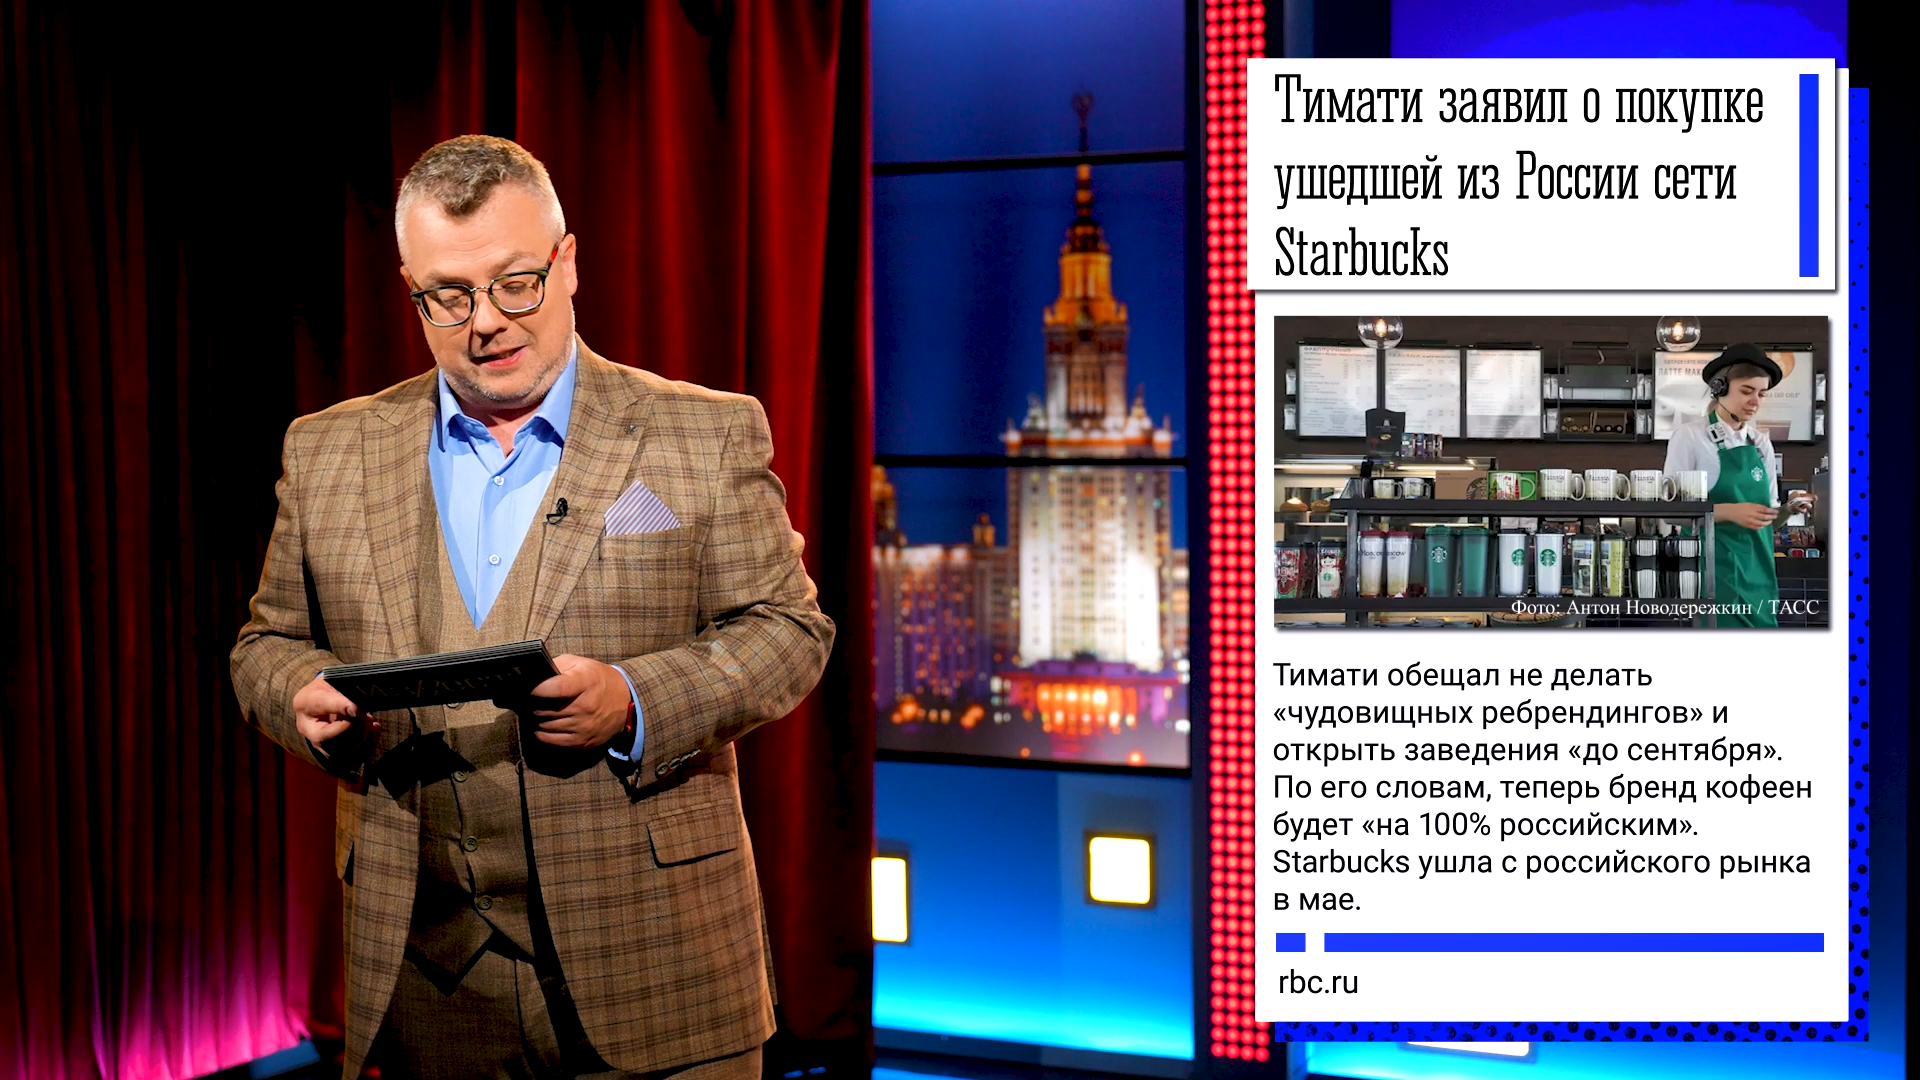 Тимати заявил о покупке
ушедшей из России сети
Starbucks
ЛАТТЕ МАК
Фото: Антон Новодережкин / ТАСС
Тимати обещал не делать
«чудовищных ребрендингов» и
открыть заведения «до сентября».
По его словам, теперь бренд кофеен
будет «на 100% российским».
Starbucks ушла с российского рынка
в мае.
rbc.ru